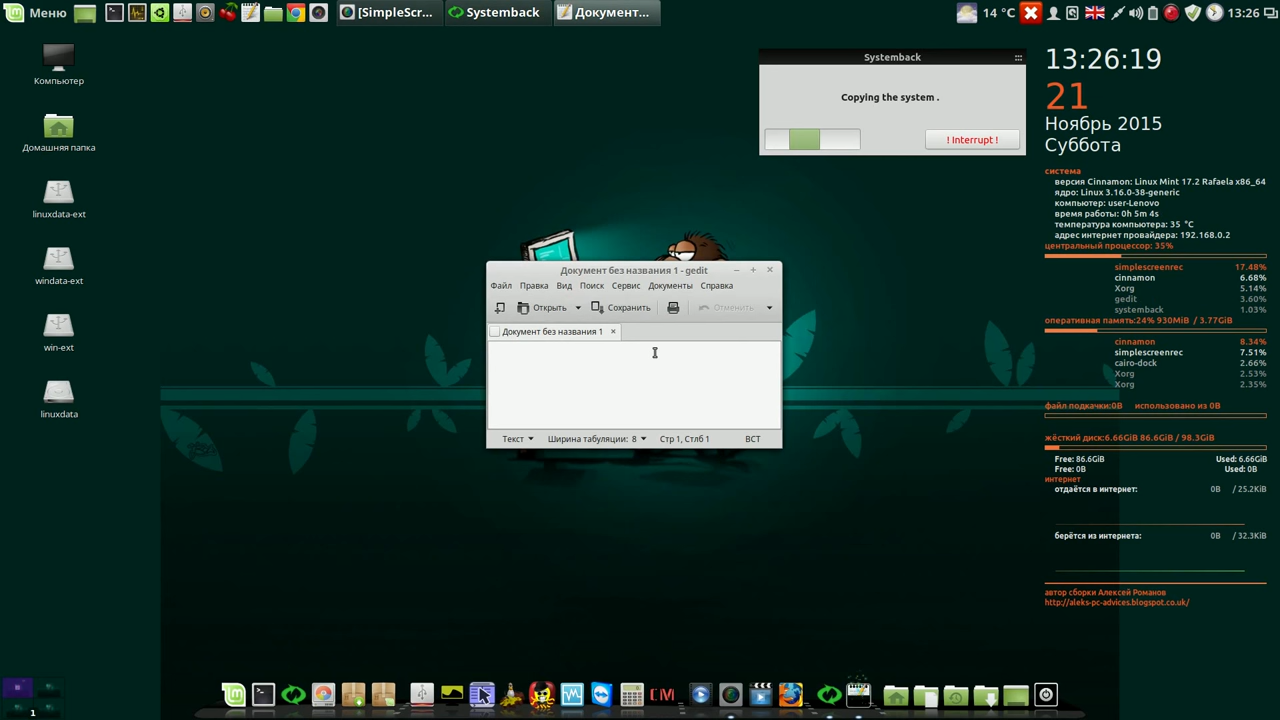 Меню
[SimpleScr...
Systemback
Документ...
14 °C
13:26
Компьютер
Домашняя папка
linuxdata-ext
windata-ext
win-ext
linuxdata
Systemback
Copying the system .
! Interrupt !
Документ без названия 1 - gedit
Файл Правка Вид Поиск Сервис Документы Справка
Открыть Сохранить Отменить
Документ без названия 1
Текст Ширина табуляции: 8 Стр 1, Стлб 1 ВСТ
13:26:19
21
Ноябрь 2015
Суббота
система
версия Cinnamon: Linux Mint 17.2 Rafaela x86_64
ядро: Linux 3.16.0-38-generic
компьютер: user-Lenovo
время работы: 0h 5m 4s
температура компьютера: 35 °C
адрес интернет провайдера: 192.168.0.2
центральный процессор: 35%
simplescreenrec 17.48%
cinnamon 6.68%
Xorg 5.14%
gedit 3.60%
systemback 1.03%
оперативная память:24% 930MiB / 3.77GiB
cinnamon 8.34%
simplescreenrec 7.51%
cairo-dock 2.66%
Xorg 2.53%
Xorg 2.35%
файл подкачки:0B использовано из 0B
жёсткий диск:6.66GiB 86.6GiB / 98.3GiB
Free: 86.6GiB Used: 6.66GiB
Free: 0B Used: 0B
интернет
отдаётся в интернет: 0B / 25.2KiB
берётся из интернета: 0B / 32.3KiB
автор сборки Алексей Романов
http://aleks-pc-advices.blogspot.co.uk/
CM
1